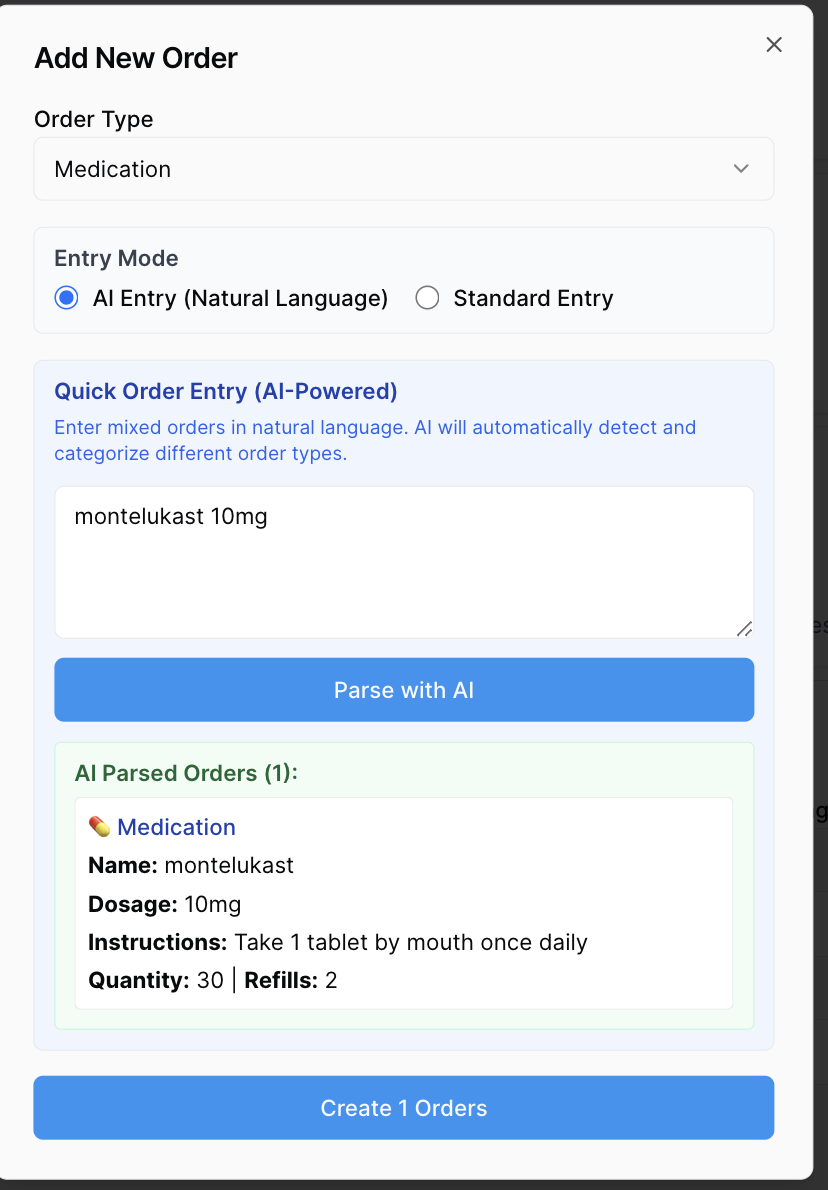 Add New Order
Order Type
Medication
Entry Mode
AI Entry (Natural Language)
Standard Entry
Quick Order Entry (AI-Powered)
Enter mixed orders in natural language. AI will automatically detect and
categorize different order types.
montelukast 10mg
Parse with AI
AI Parsed Orders (1):
Medication
Name: montelukast
Dosage: 10mg
Instructions: Take 1 tablet by mouth once daily
Quantity: 30 | Refills: 2
Create 1 Orders